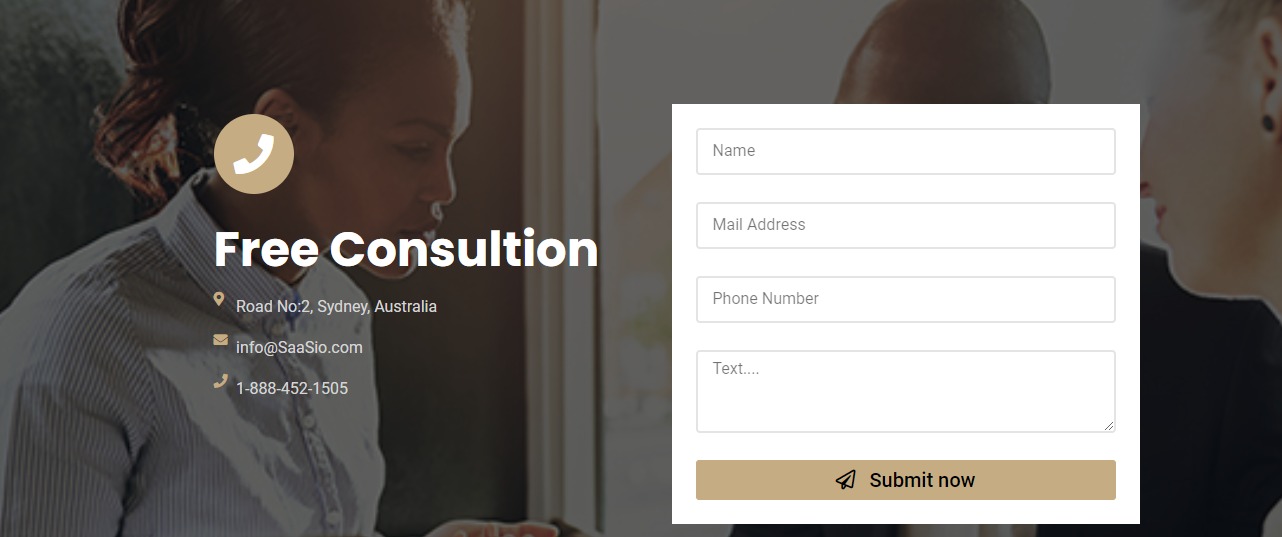 Free Consultion
Road No:2, Sydney, Australia
info@SaaSio.com
1-888-452-1505
Name
Mail Address
Phone Number
Text....
Submit now